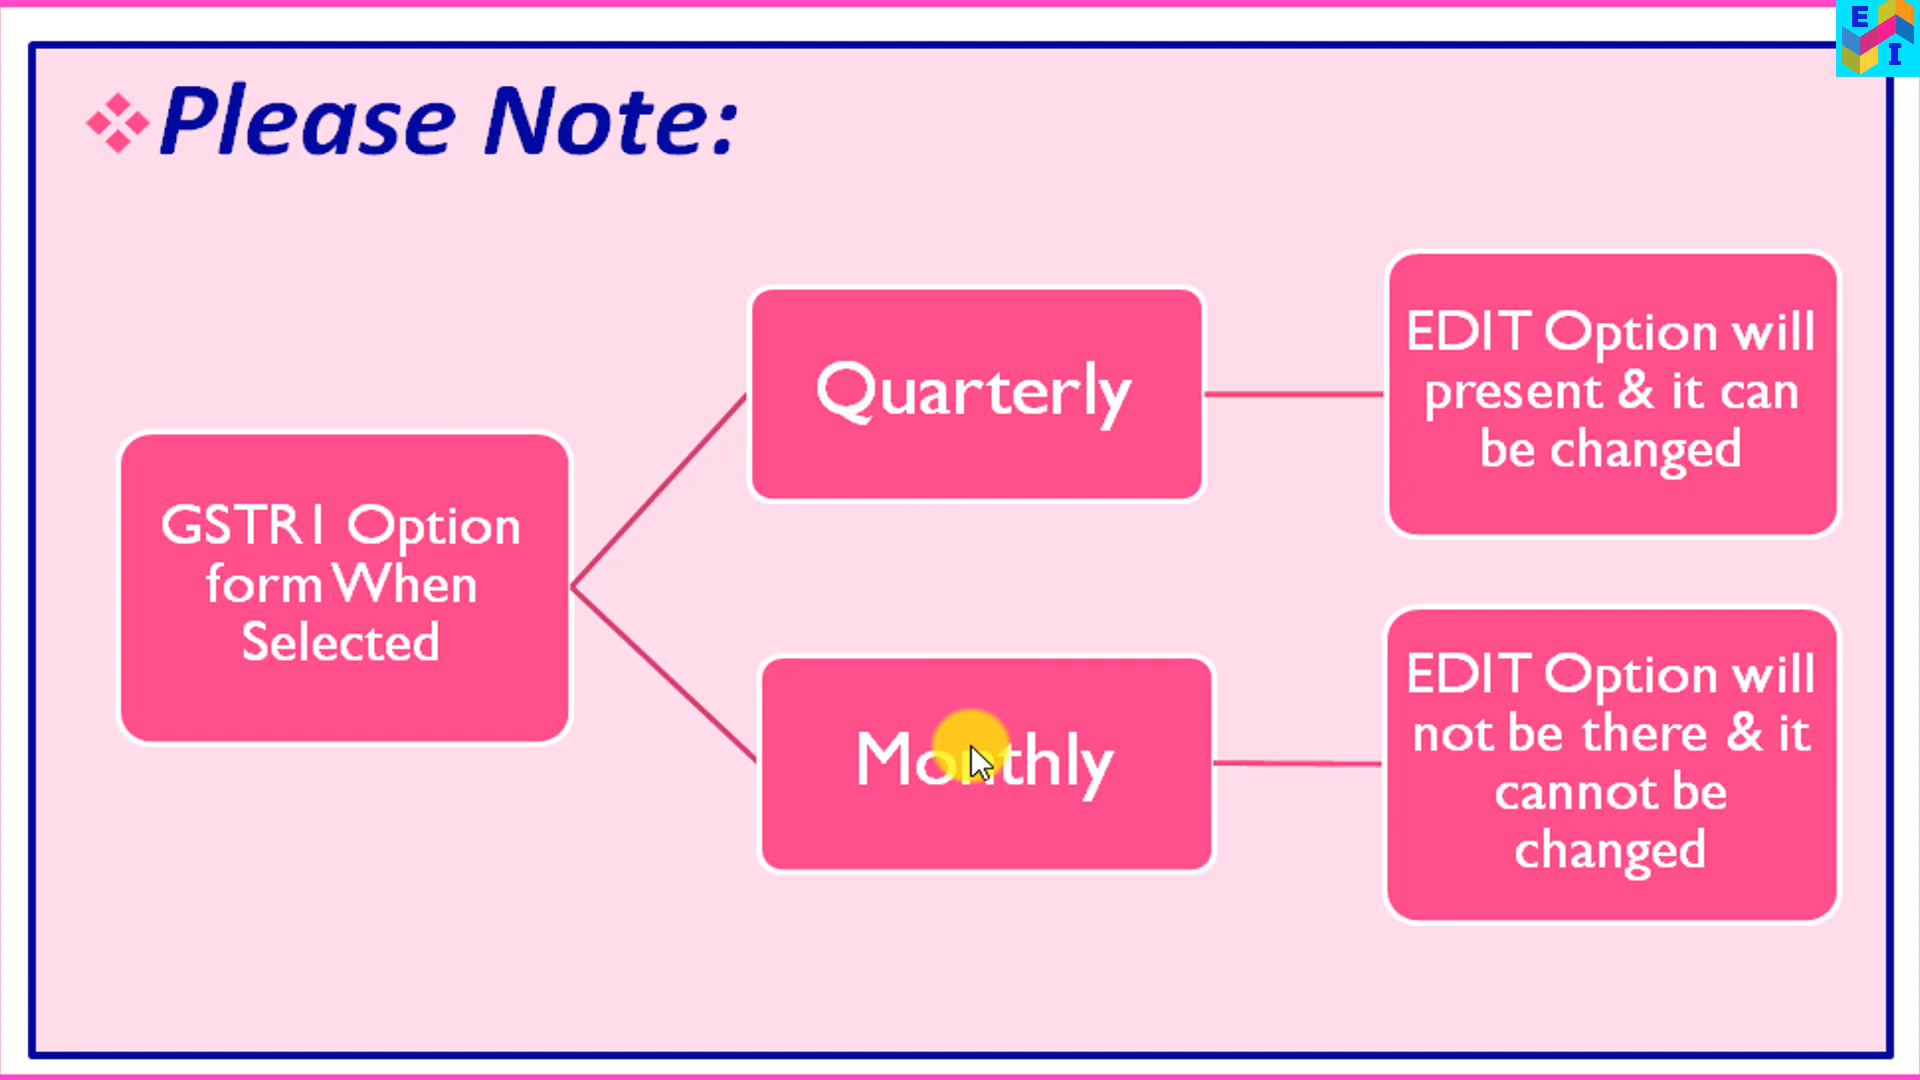 E
I
Please Note:
GSTR1 Option
form When
Selected
Quarterly
EDIT Option will
present & it can
be changed
Monthly
EDIT Option will
not be there & it
cannot be
changed